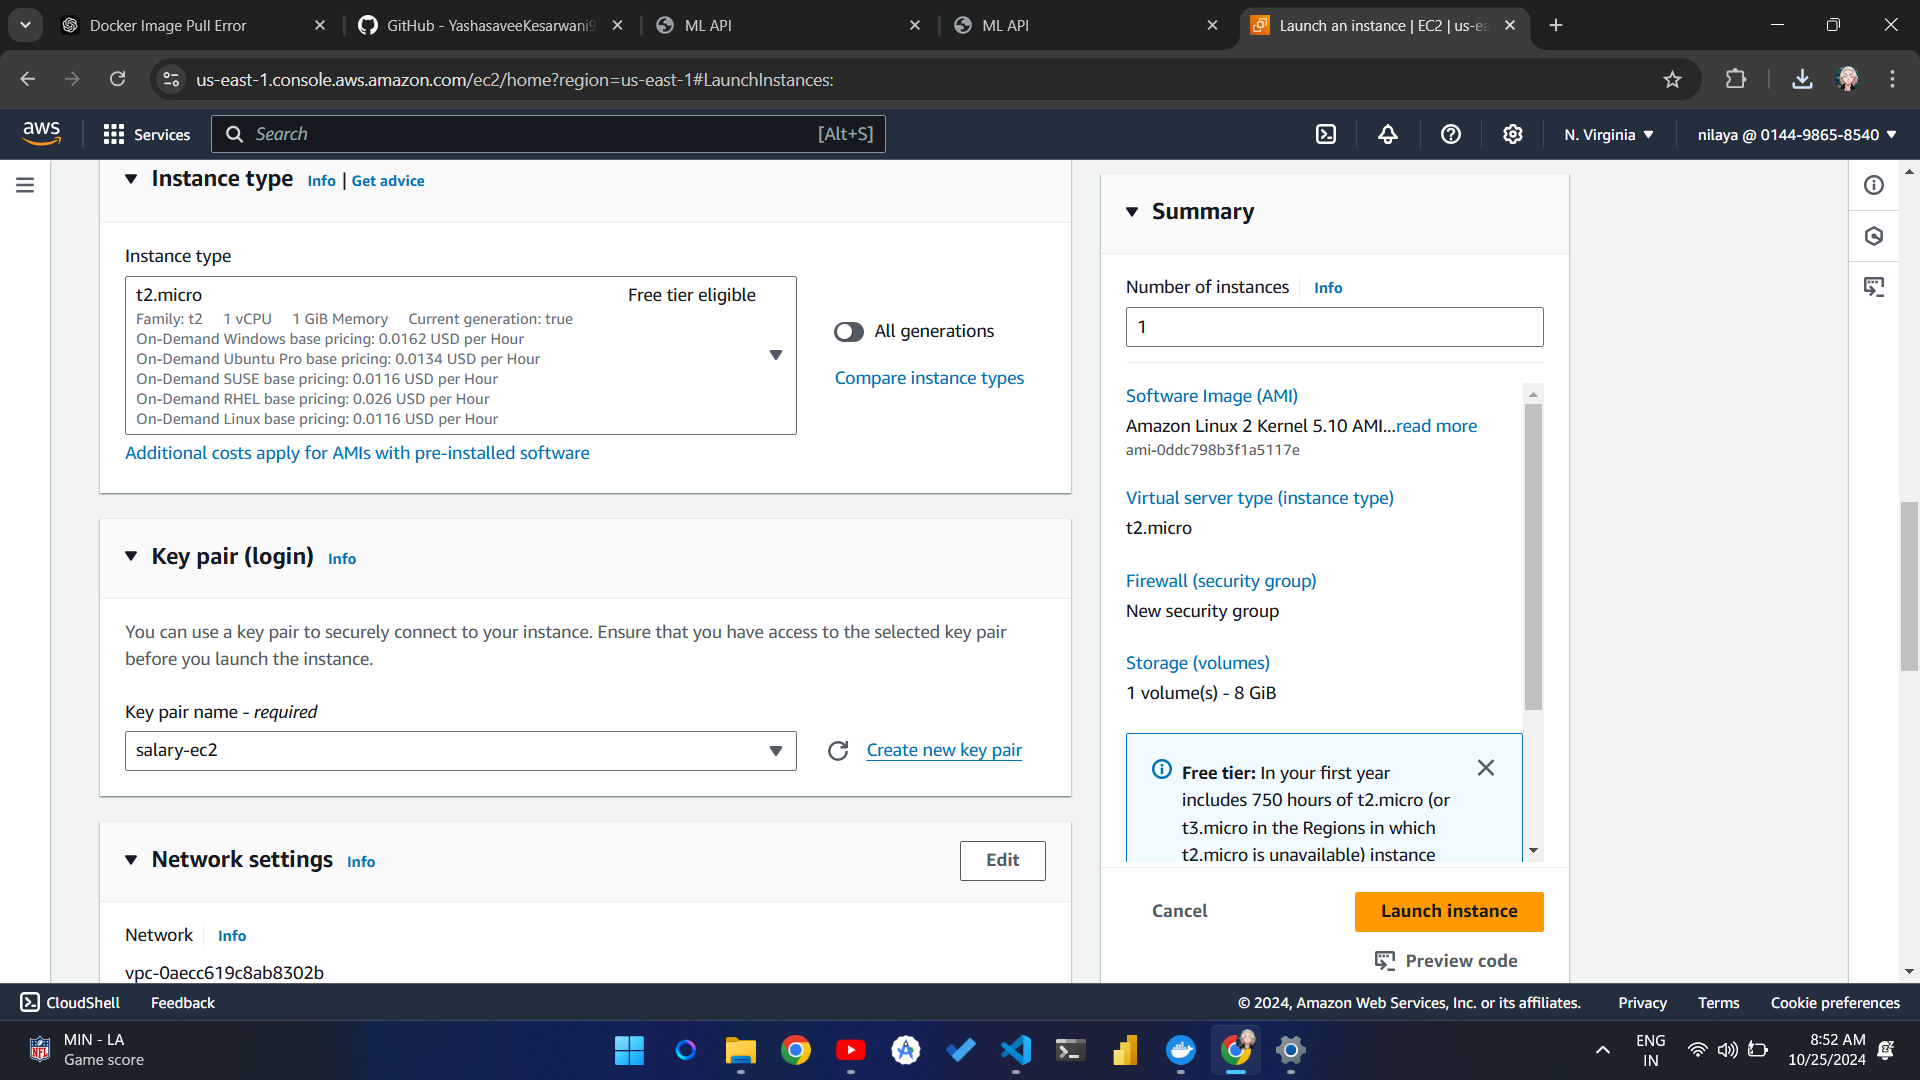 Docker Image Pull Error
GitHub - YashasaveeKesarwani9
ML API
ML API
Launch an instance | EC2 | us-ea
us-east-1.console.aws.amazon.com/ec2/home?region=us-east-1#LaunchInstances:
aws
Services
Search
[Alt+S]
N. Virginia
nilaya @ 0144-9865-8540
Instance type
Info | Get advice
Instance type
t2.micro
Free tier eligible
Family: t2 1 vCPU 1 GiB Memory Current generation: true
On-Demand Windows base pricing: 0.0162 USD per Hour
On-Demand Ubuntu Pro base pricing: 0.0134 USD per Hour
On-Demand SUSE base pricing: 0.0116 USD per Hour
On-Demand RHEL base pricing: 0.026 USD per Hour
On-Demand Linux base pricing: 0.0116 USD per Hour
All generations
Compare instance types
Additional costs apply for AMIs with pre-installed software
Key pair (login) Info
You can use a key pair to securely connect to your instance. Ensure that you have access to the selected key pair
before you launch the instance.
Key pair name - required
salary-ec2
Create new key pair
Network settings Info
Edit
Network Info
vpc-0aecc619c8ab8302b
Summary
Number of instances Info
1
Software Image (AMI)
Amazon Linux 2 Kernel 5.10 AMI...read more
ami-0ddc798b3f1a5117e
Virtual server type (instance type)
t2.micro
Firewall (security group)
New security group
Storage (volumes)
1 volume(s) - 8 GiB
Free tier: In your first year
includes 750 hours of t2.micro (or
t3.micro in the Regions in which
t2.micro is unavailable) instance
Cancel
Launch instance
Preview code
CloudShell
Feedback
© 2024, Amazon Web Services, Inc. or its affiliates.
Privacy
Terms
Cookie preferences
MIN - LA
Game score
ENG
IN
8:52 AM
10/25/2024